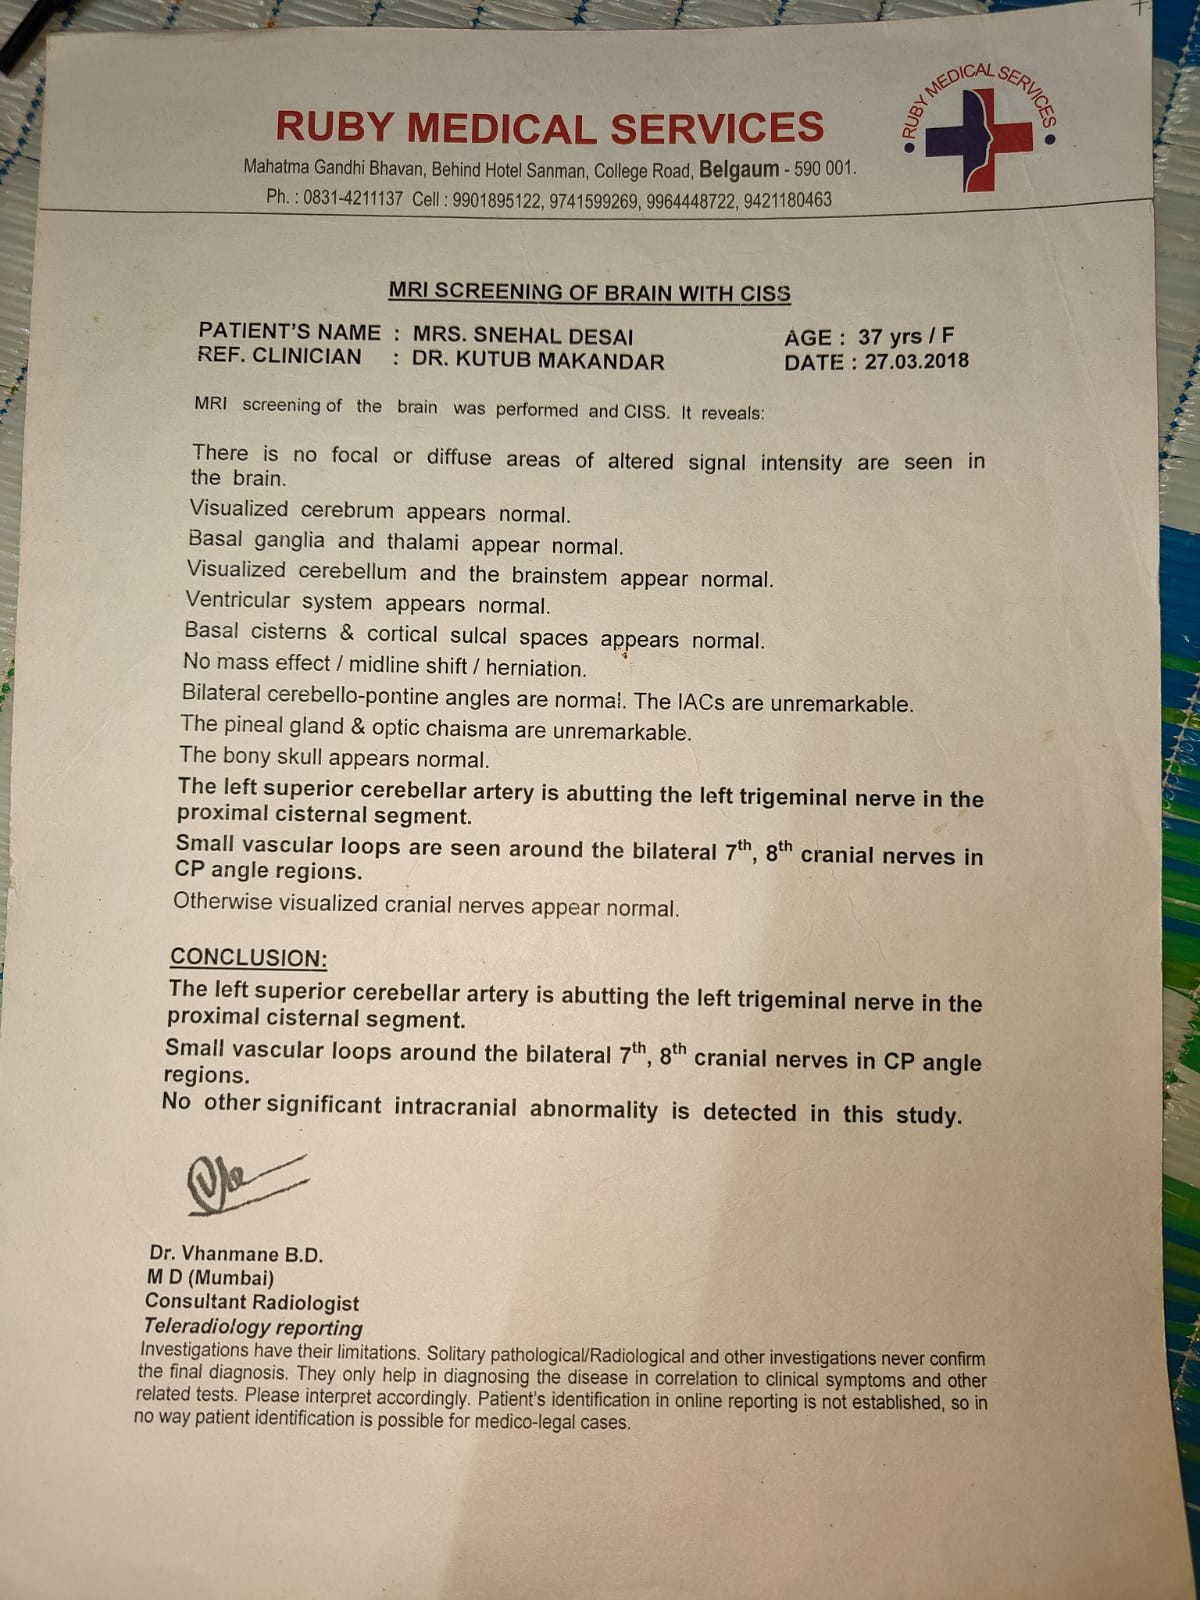 RUBY MEDICAL SERVICES
RUBY MEDICAL SERVICES
Mahatma Gandhi Bhavan, Behind Hotel Sanman, College Road, Belgaum - 590 001.
Ph. : 0831-4211137 Cell : 9901895122, 9741599269, 9964448722, 9421180463
MRI SCREENING OF BRAIN WITH CISS
PATIENT'S NAME : MRS. SNEHAL DESAI AGE : 37 yrs / F
REF. CLINICIAN : DR. KUTUB MAKANDAR DATE : 27.03.2018
MRI screening of the brain was performed and CISS. It reveals:
There is no focal or diffuse areas of altered signal intensity are seen in
the brain.
Visualized cerebrum appears normal.
Basal ganglia and thalami appear normal.
Visualized cerebellum and the brainstem appear normal.
Ventricular system appears normal.
Basal cisterns & cortical sulcal spaces appears normal.
No mass effect / midline shift / herniation.
Bilateral cerebello-pontine angles are normal. The IACs are unremarkable.
The pineal gland & optic chaisma are unremarkable.
The bony skull appears normal.
The left superior cerebellar artery is abutting the left trigeminal nerve in the
proximal cisternal segment.
Small vascular loops are seen around the bilateral 7th, 8th cranial nerves in
CP angle regions.
Otherwise visualized cranial nerves appear normal.
CONCLUSION:
The left superior cerebellar artery is abutting the left trigeminal nerve in the
proximal cisternal segment.
Small vascular loops around the bilateral 7th, 8th cranial nerves in CP angle
regions.
No other significant intracranial abnormality is detected in this study.
Dr. Vhanmane B.D.
M D (Mumbai)
Consultant Radiologist
Teleradiology reporting
Investigations have their limitations. Solitary pathological/Radiological and other investigations never confirm
the final diagnosis. They only help in diagnosing the disease in correlation to clinical symptoms and other
related tests. Please interpret accordingly. Patient's identification in online reporting is not established, so in
no way patient identification is possible for medico-legal cases.